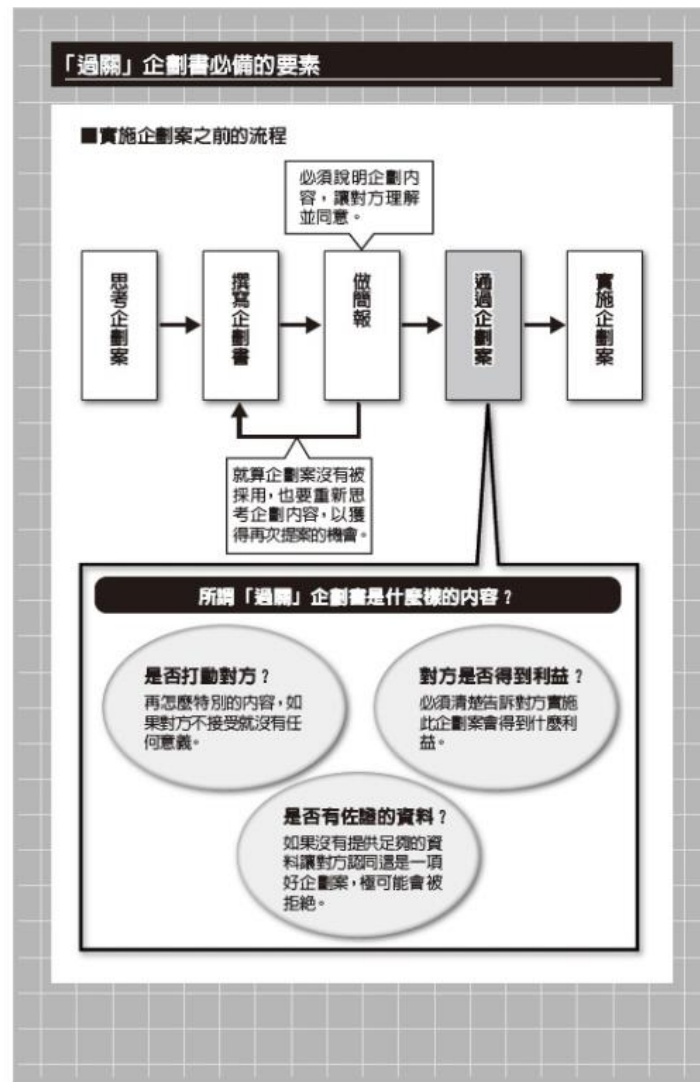 「過關」企劃書必備的要素
■實施企劃案之前的流程
必須說明企劃內
容，讓對方理解
並同意。
思考企劃案
撰寫企劃書
做簡報
通過企劃案
實施企劃案
就算企劃案沒有被
採用，也要重新思
考企劃內容，以獲
得再次提案的機會。
所謂「過關」企劃書是什麼樣的內容？
是否打動對方？
再怎麼特別的內容，如
果對方不接受就沒有任
何意義。
對方是否得到利益？
必須清楚告訴對方實施
此企劃案會得到什麼利
益。
是否有佐證的資料？
如果沒有提供足夠的資
料讓對方認同這是一項
好企劃案，極可能會被
拒絕。